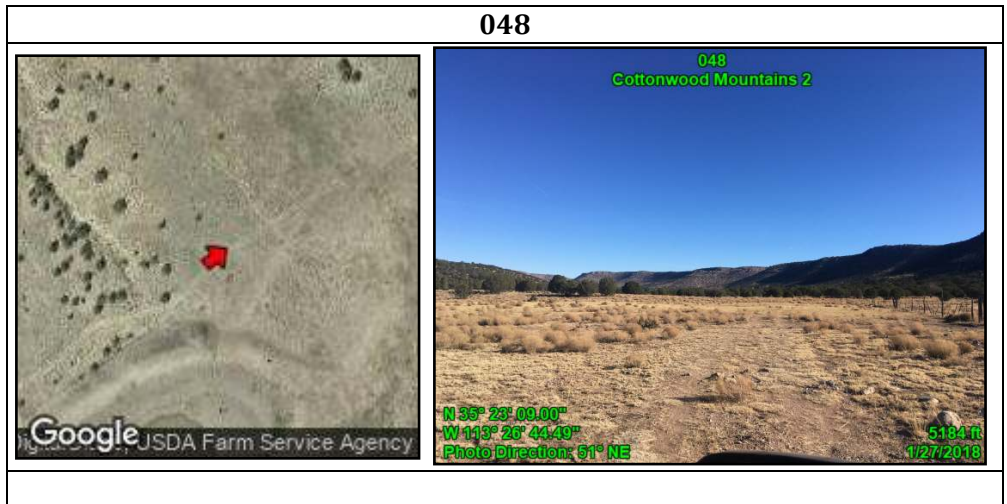 048
Google
USDA Farm Service Agency
048
Cottonwood Mountains 2
N 35° 23' 09.00"
W 113° 26' 44.49"
Photo Direction: 51° NE
5184 ft
1/27/2018